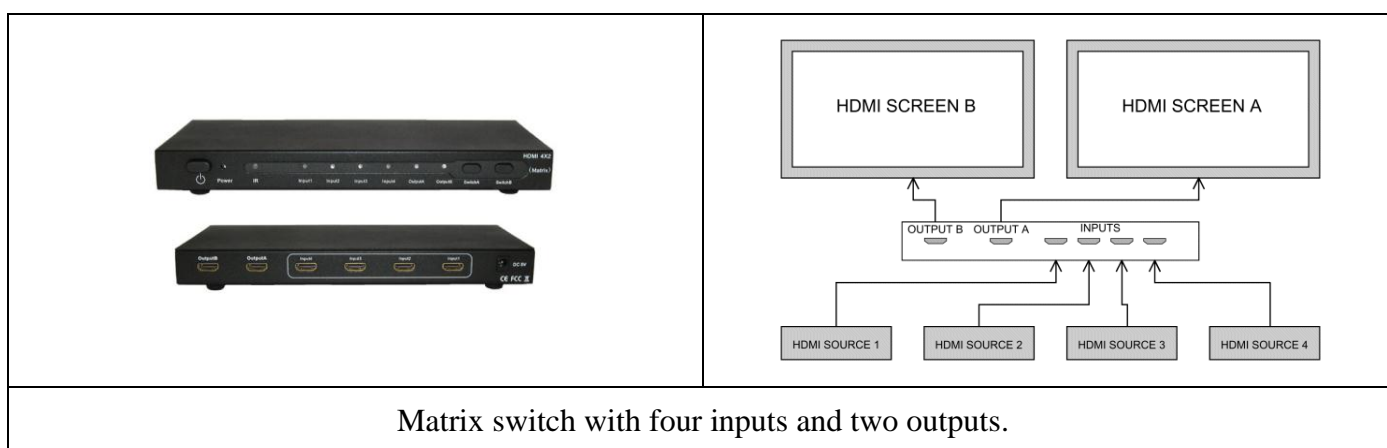 HDMI 4X2
(Matrix)
Power IR Input1 Input2 Input3 Input4 OutputA OutputB SwitchA SwitchB
OutputB OutputA Input4 Input3 Input2 Input1
DC 5V
CE FCC
HDMI SCREEN B HDMI SCREEN A
OUTPUT B OUTPUT A INPUTS
HDMI SOURCE 1 HDMI SOURCE 2 HDMI SOURCE 3 HDMI SOURCE 4
Matrix switch with four inputs and two outputs.